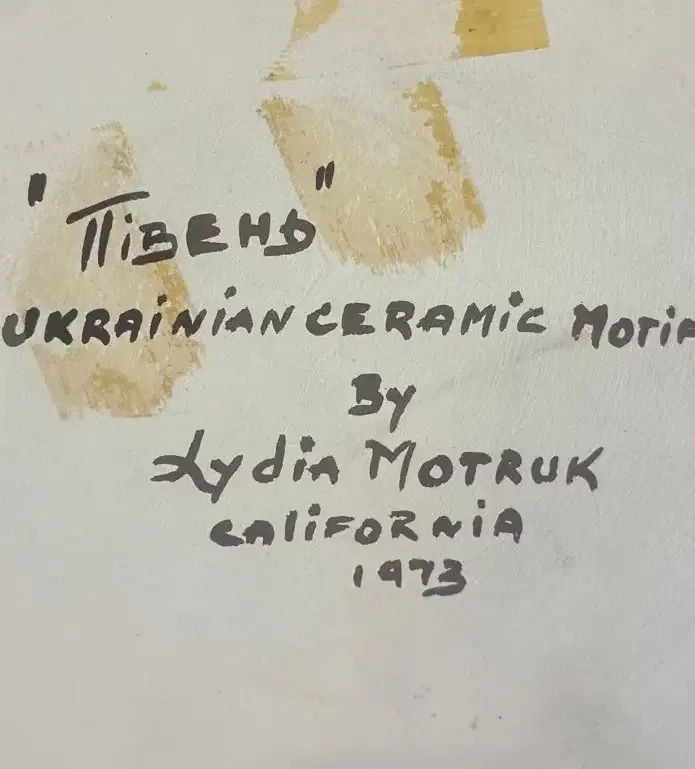 "Півень"
UKRAINIAN CERAMIC MOTIF
By
Lydia MOTRUK
CALIFORNIA
1973